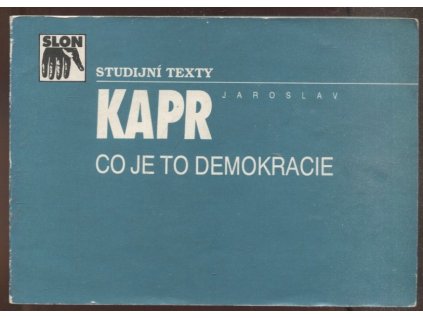 SLON
STUDIJNÍ TEXTY
JAROSLAV
KAPR
CO JE TO DEMOKRACIE